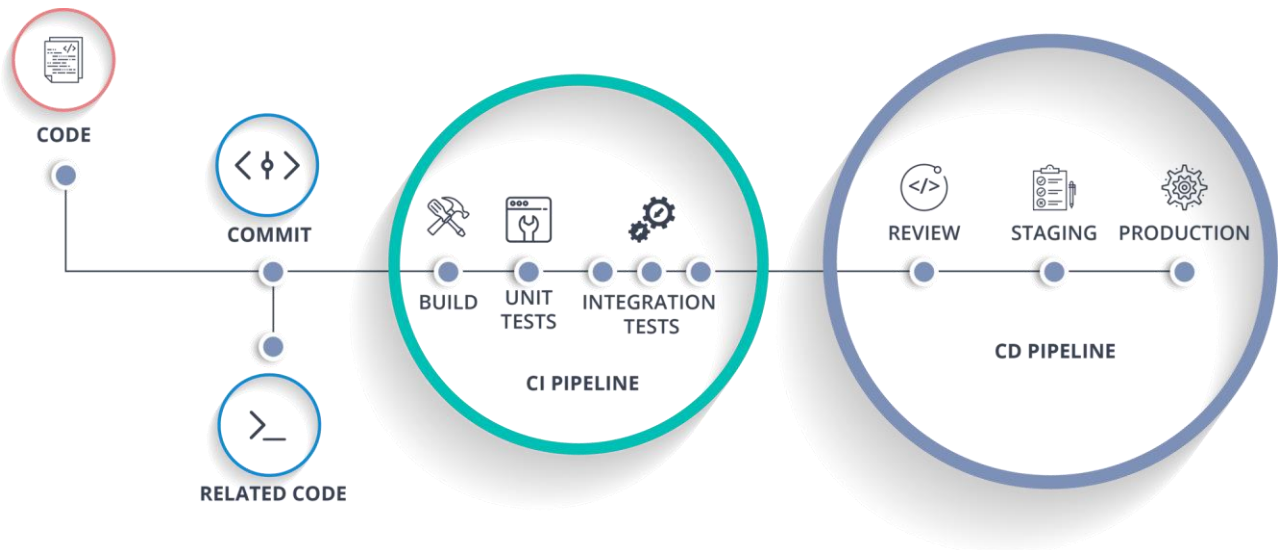 CODE
COMMIT
RELATED CODE
BUILD
UNIT
TESTS
INTEGRATION
TESTS
CI PIPELINE
REVIEW
STAGING
PRODUCTION
CD PIPELINE